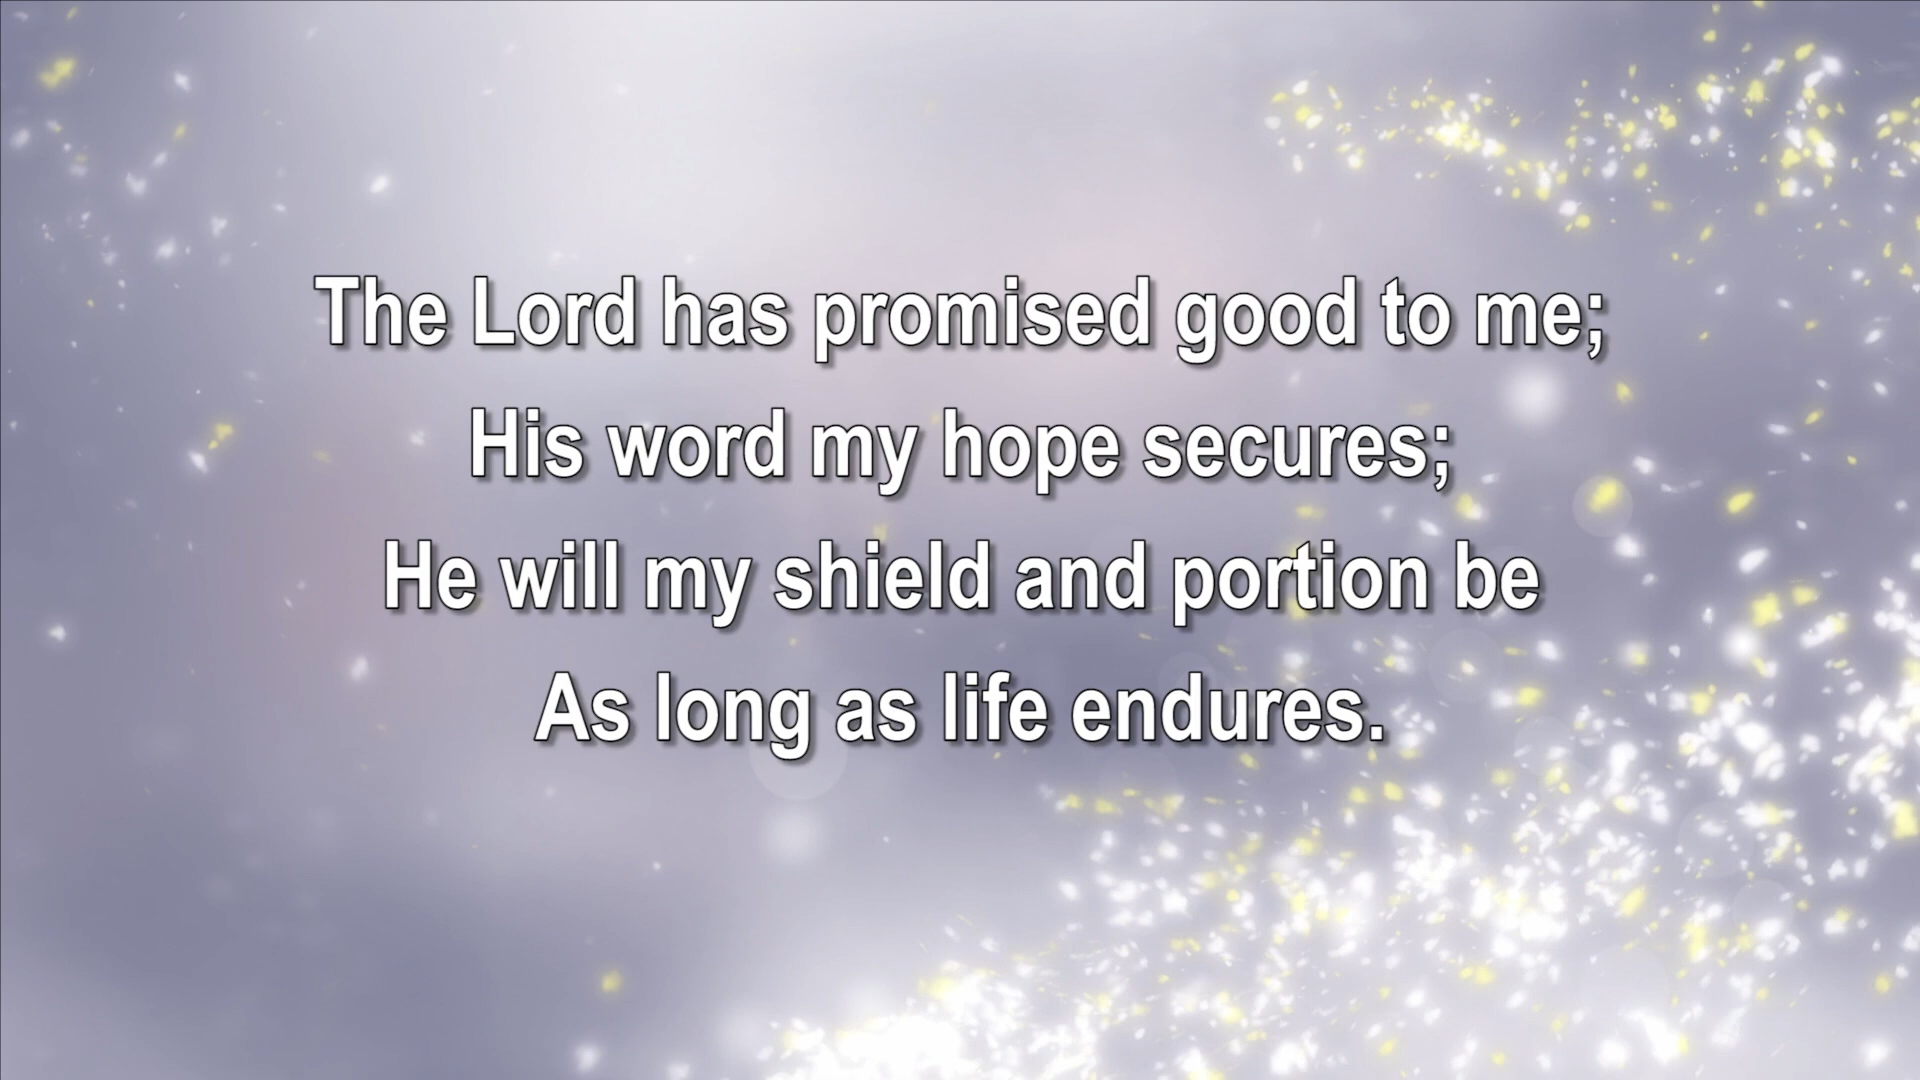 The Lord has promised good to me;
His word my hope secures;
He will my shield and portion be
As long as life endures.